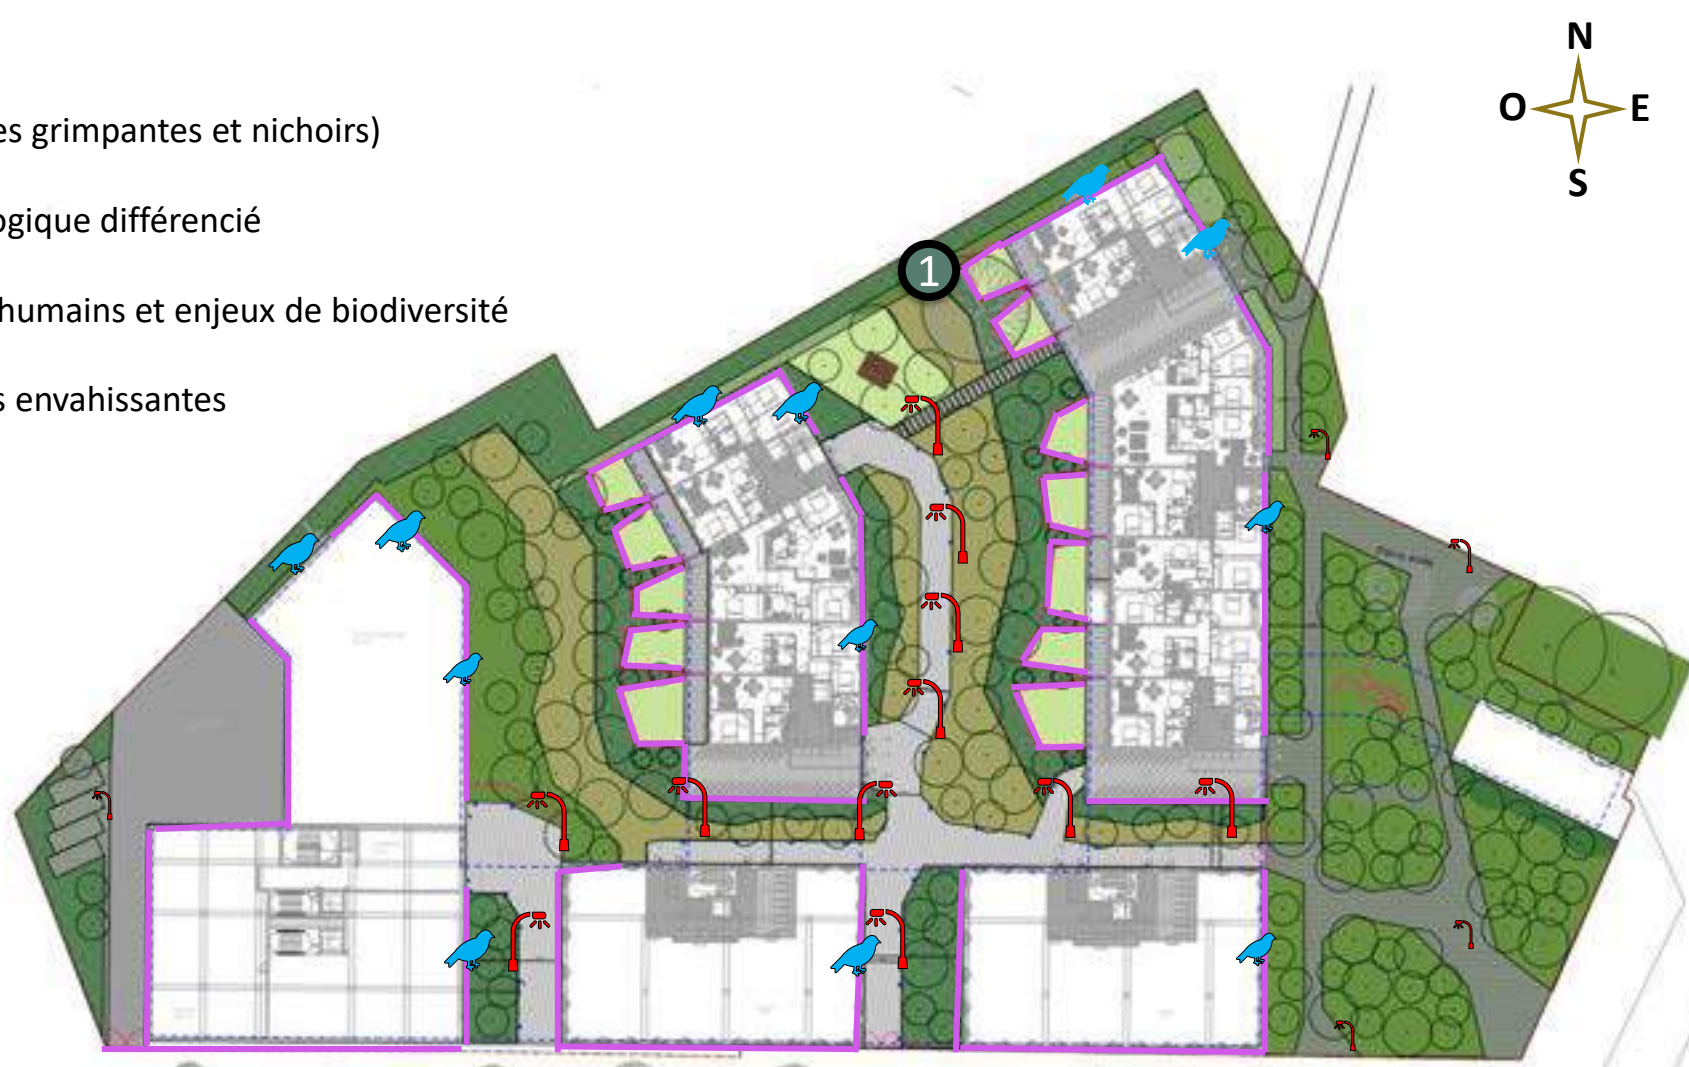 N
O E
S
es grimpantes et nichoirs)
ogique différencié
humains et enjeux de biodiversité
s envahissantes
1